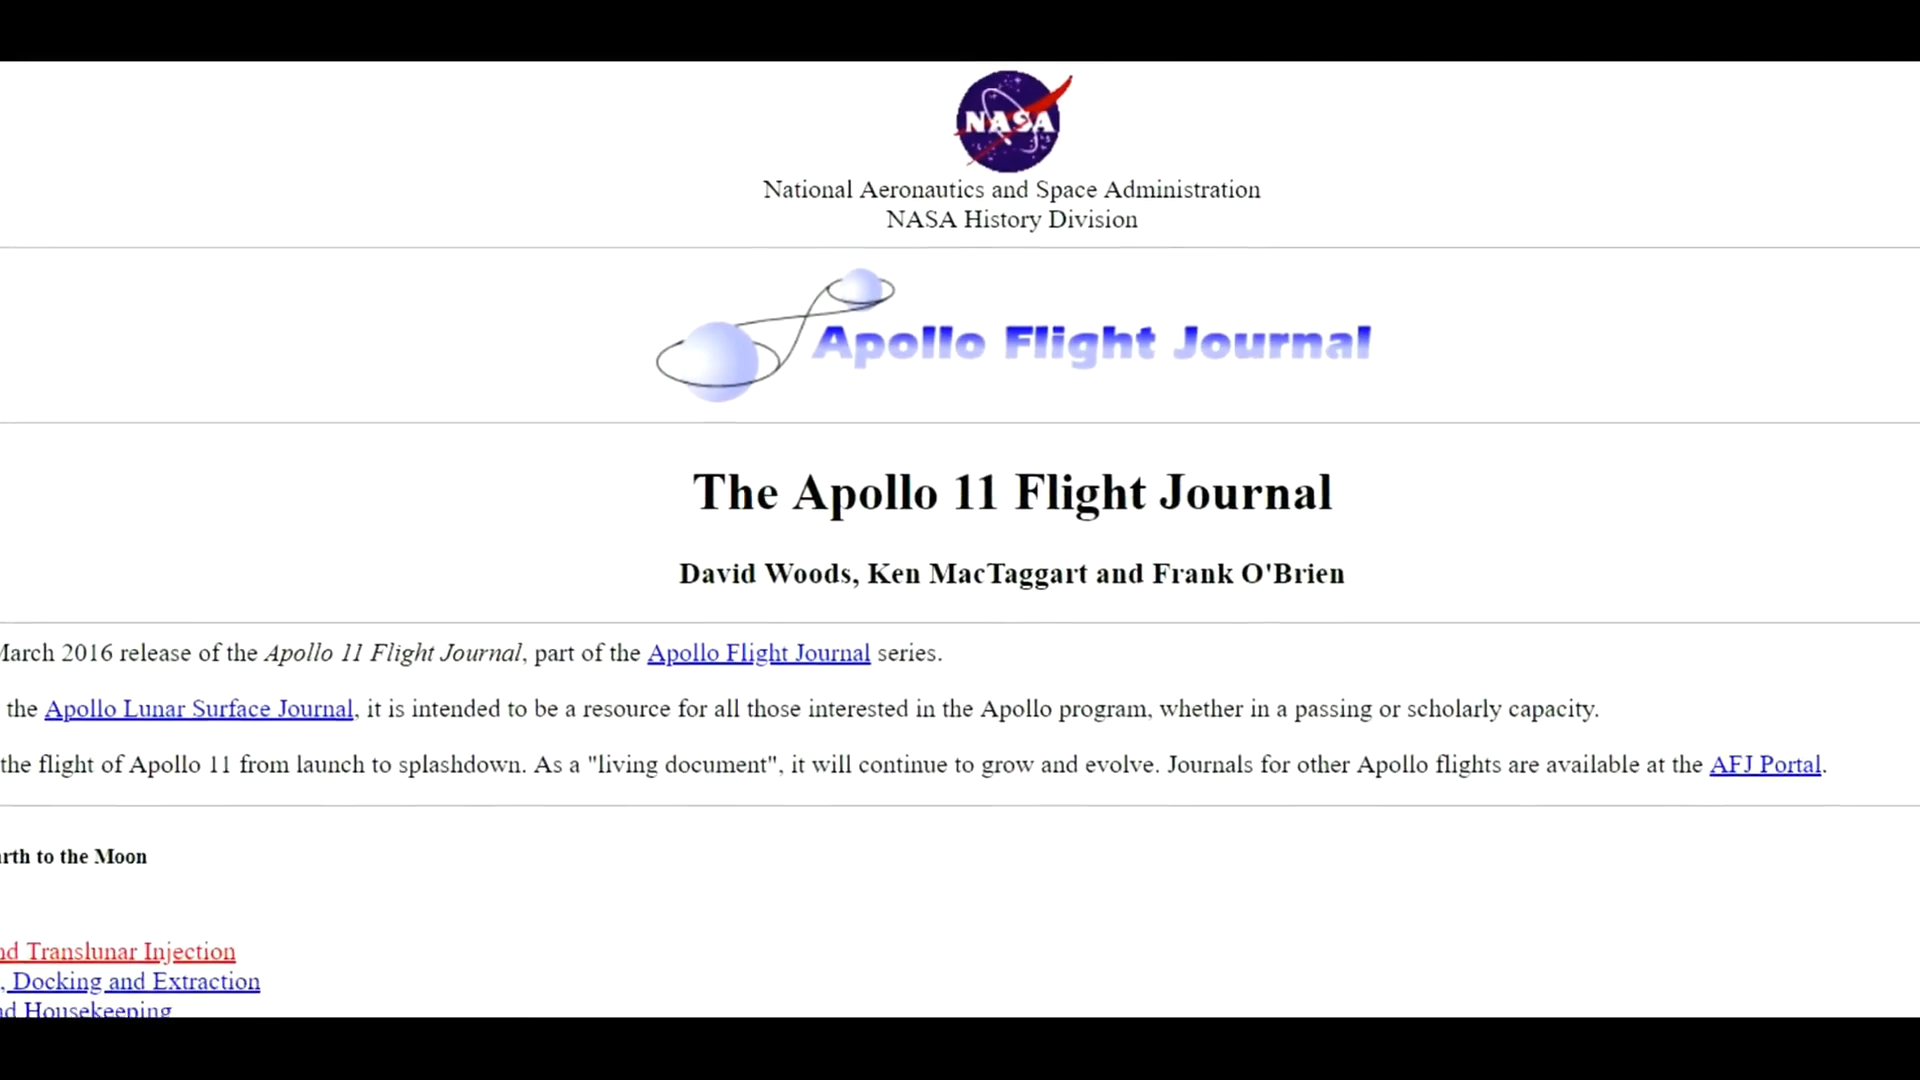 NASA
National Aeronautics and Space Administration
NASA History Division
Apollo Flight Journal
The Apollo 11 Flight Journal
David Woods, Ken MacTaggart and Frank O'Brien
March 2016 release of the Apollo 11 Flight Journal, part of the Apollo Flight Journal series.
the Apollo Lunar Surface Journal, it is intended to be a resource for all those interested in the Apollo program, whether in a passing or scholarly capacity.
the flight of Apollo 11 from launch to splashdown. As a "living document", it will continue to grow and evolve. Journals for other Apollo flights are available at the AFJ Portal.
arth to the Moon
nd Translunar Injection
, Docking and Extraction
nd Housekeeping